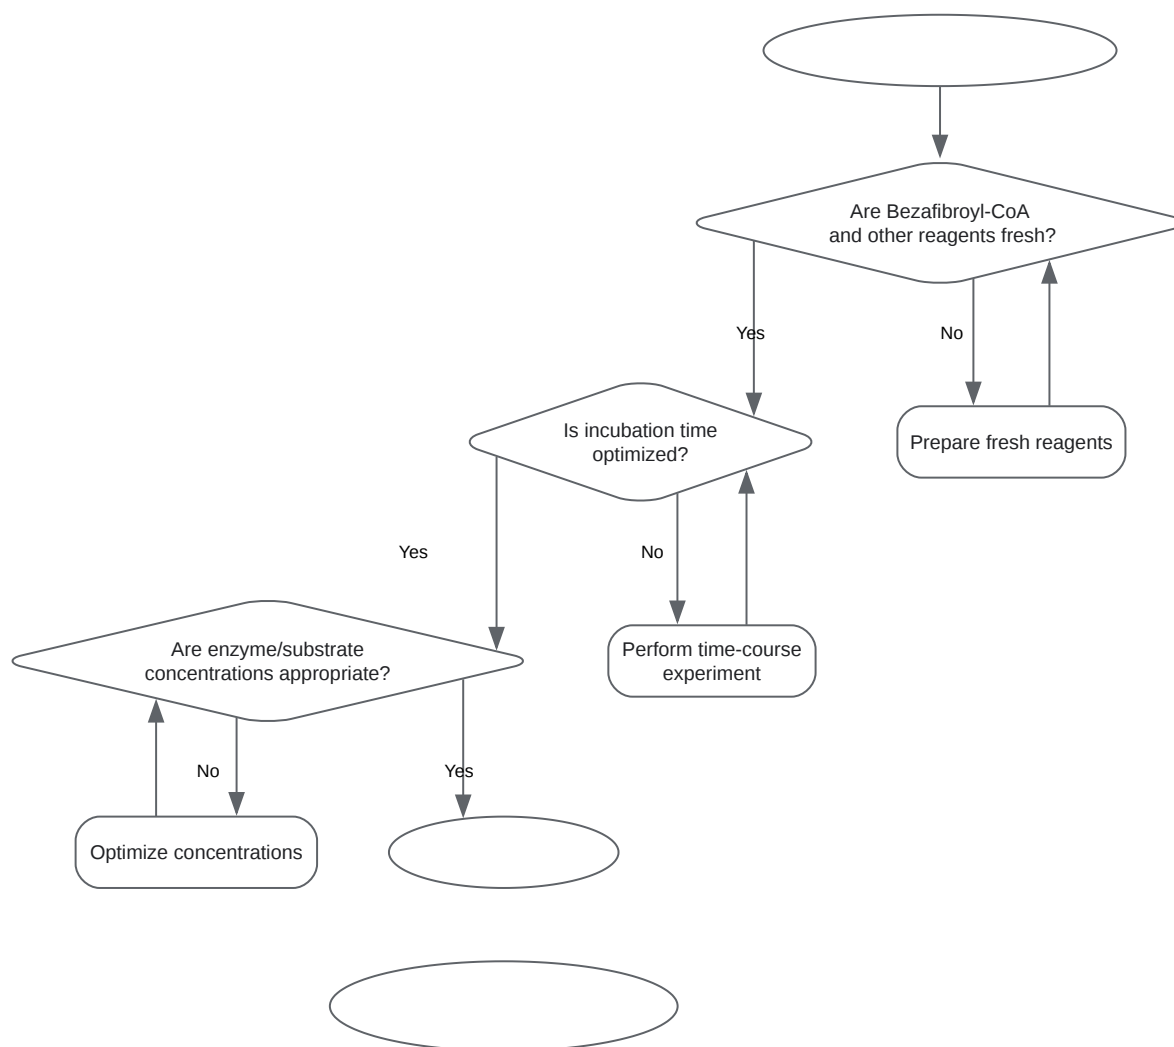 Are Bezafibroyl-CoA
and other reagents fresh?
Yes
No
Is incubation time
optimized?
Prepare fresh reagents
Yes
No
Are enzyme/substrate
concentrations appropriate?
Perform time-course
experiment
No
Yes
Optimize concentrations